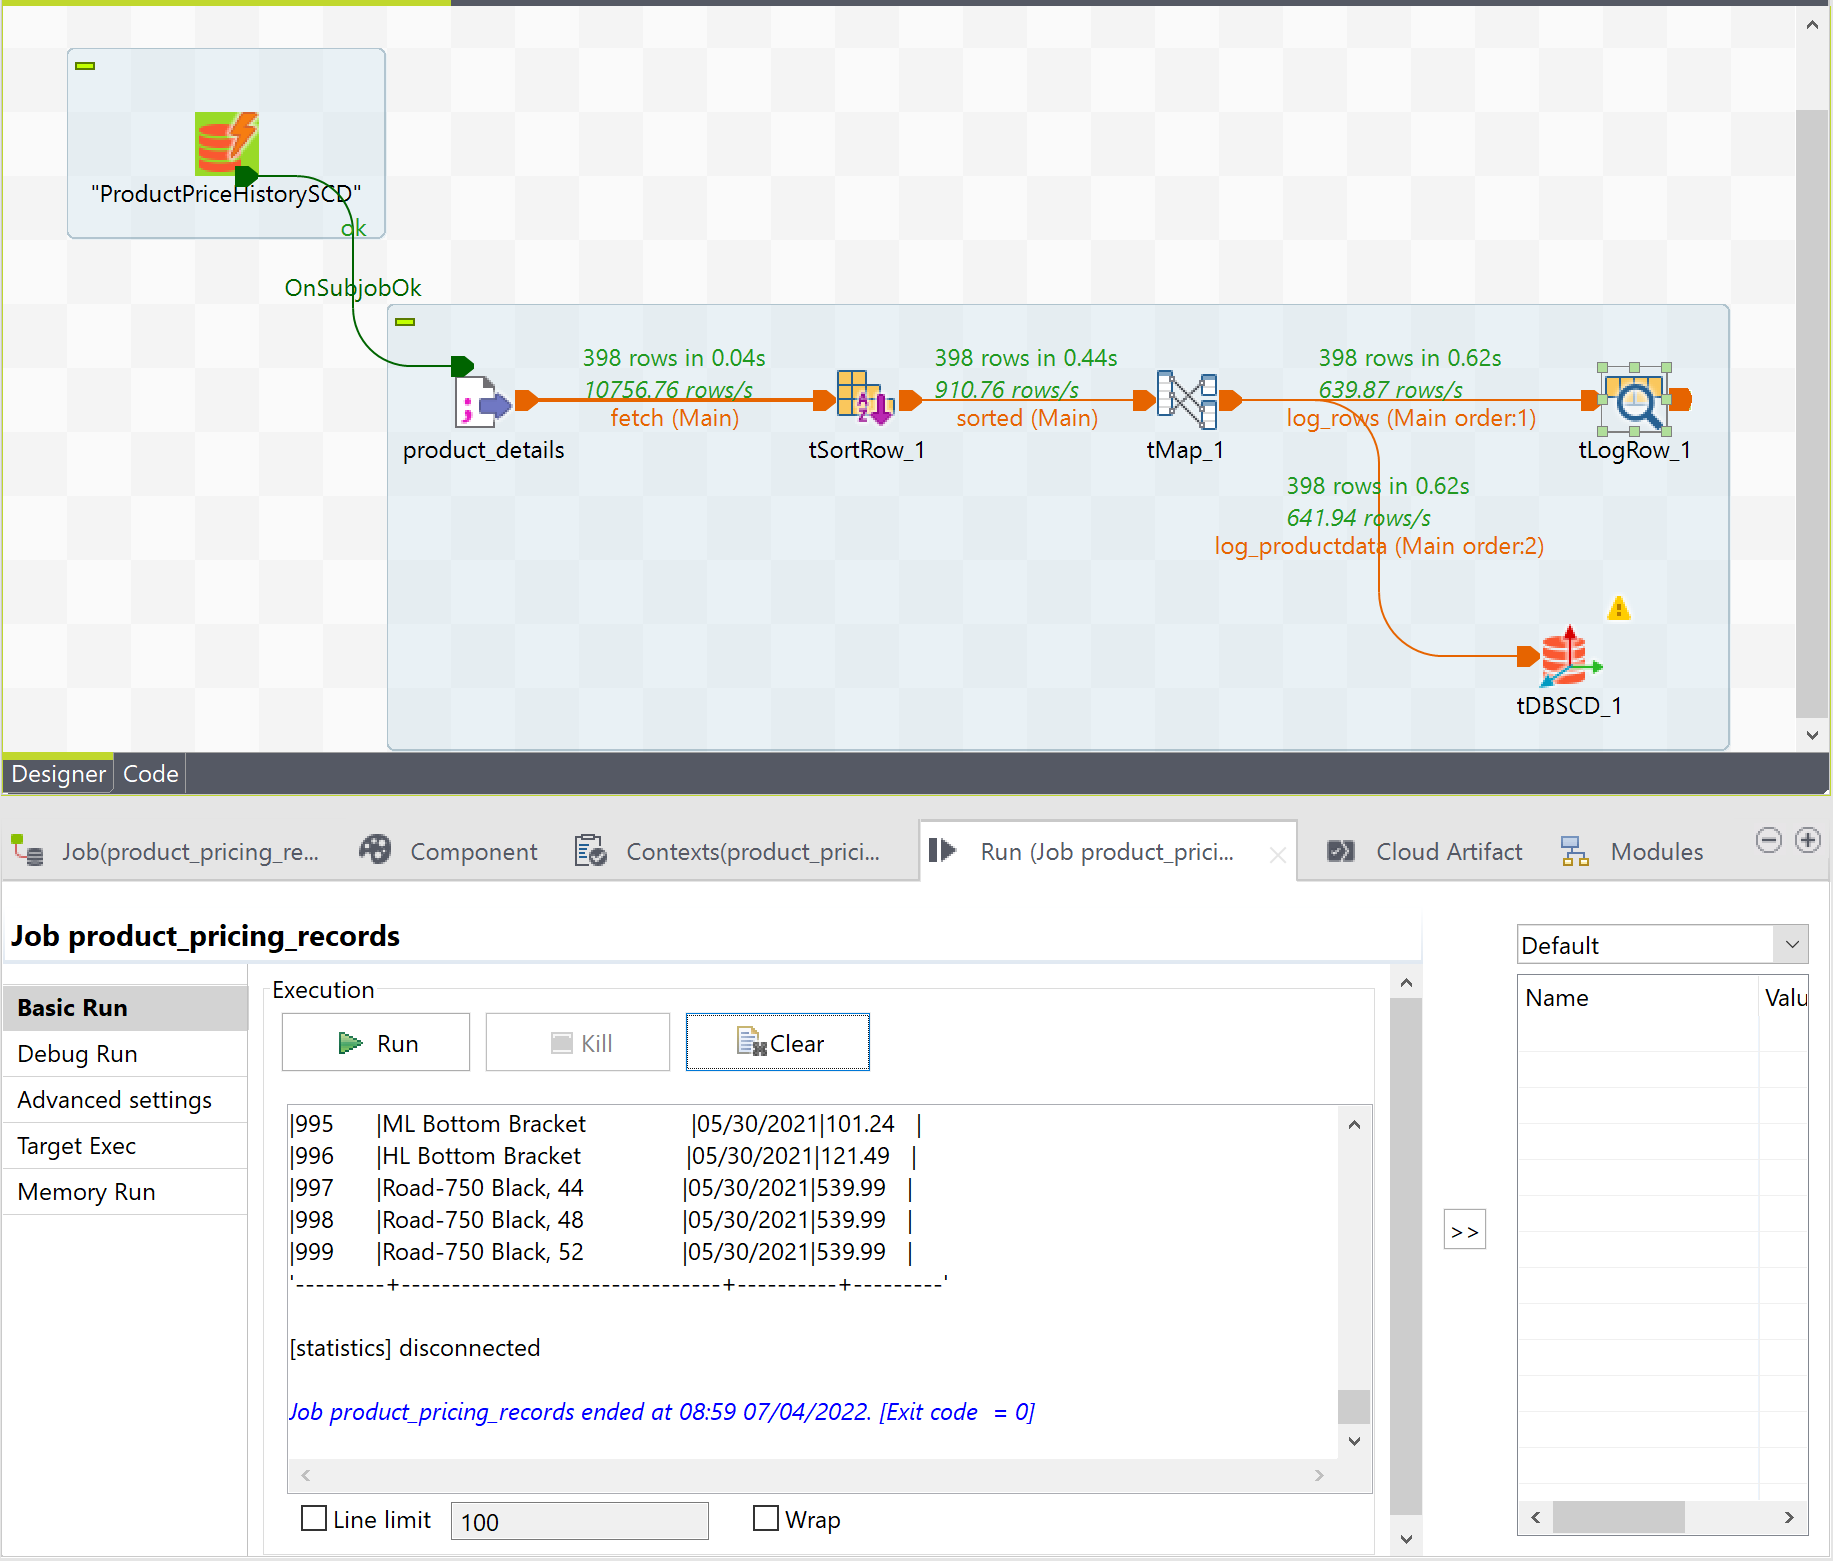 "ProductPriceHistorySCD"
ok
OnSubjobOk
398 rows in 0.04s
10756.76 rows/s
fetch (Main)
398 rows in 0.44s
910.76 rows/s
sorted (Main)
398 rows in 0.62s
639.87 rows/s
log_rows (Main order:1)
product_details
tSortRow_1
tMap_1
tLogRow_1
398 rows in 0.62s
641.94 rows/s
log_productdata (Main order:2)
tDBSCD_1
Designer
Code
Job(product_pricing_re...
Component
Contexts(product_prici...
Run (Job product_prici...
Cloud Artifact
Modules
Job product_pricing_records
Basic Run
Debug Run
Advanced settings
Target Exec
Memory Run
Execution
Run
Kill
Clear
|995 |ML Bottom Bracket |05/30/2021|101.24 |
|996 |HL Bottom Bracket |05/30/2021|121.49 |
|997 |Road-750 Black, 44 |05/30/2021|539.99 |
|998 |Road-750 Black, 48 |05/30/2021|539.99 |
|999 |Road-750 Black, 52 |05/30/2021|539.99 |
'---------+--------------------------------+----------+---------'
[statistics] disconnected
Job product_pricing_records ended at 08:59 07/04/2022. [Exit code = 0]
Line limit
100
Wrap
>>
Default
Name
Valu